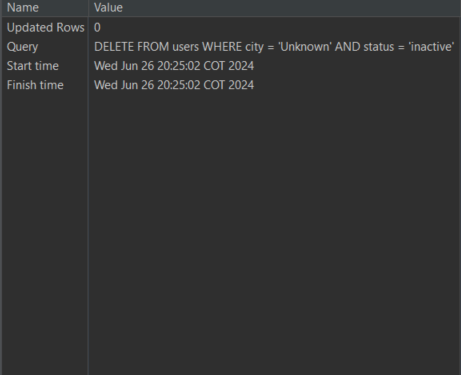 Name Value
Updated Rows 0
Query DELETE FROM users WHERE city = 'Unknown' AND status = 'inactive'
Start time Wed Jun 26 20:25:02 COT 2024
Finish time Wed Jun 26 20:25:02 COT 2024